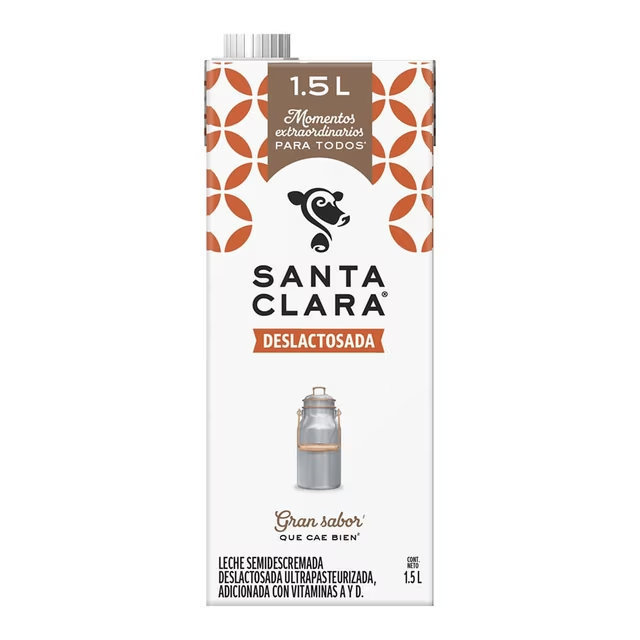 1.5 L
Momentos
extraordinarios
PARA TODOS*
SANTA
CLARA®
DESLACTOSADA
Gran sabor¹
QUE CAE BIEN*
LECHE SEMIDESCREMADA
DESLACTOSADA ULTRAPASTEURIZADA,
ADICIONADA CON VITAMINAS A Y D.
CONT.
NETO
1.5 L